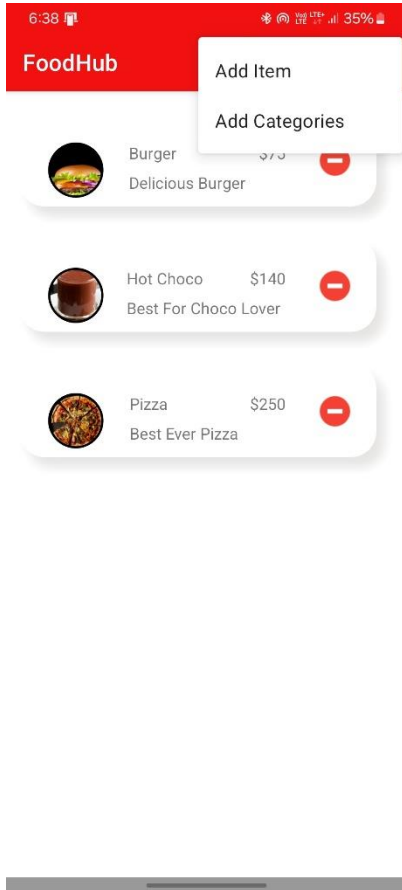 6:38
35%
FoodHub
Add Item
Add Categories
Burger
Delicious Burger
Hot Choco $140
Best For Choco Lover
Pizza $250
Best Ever Pizza